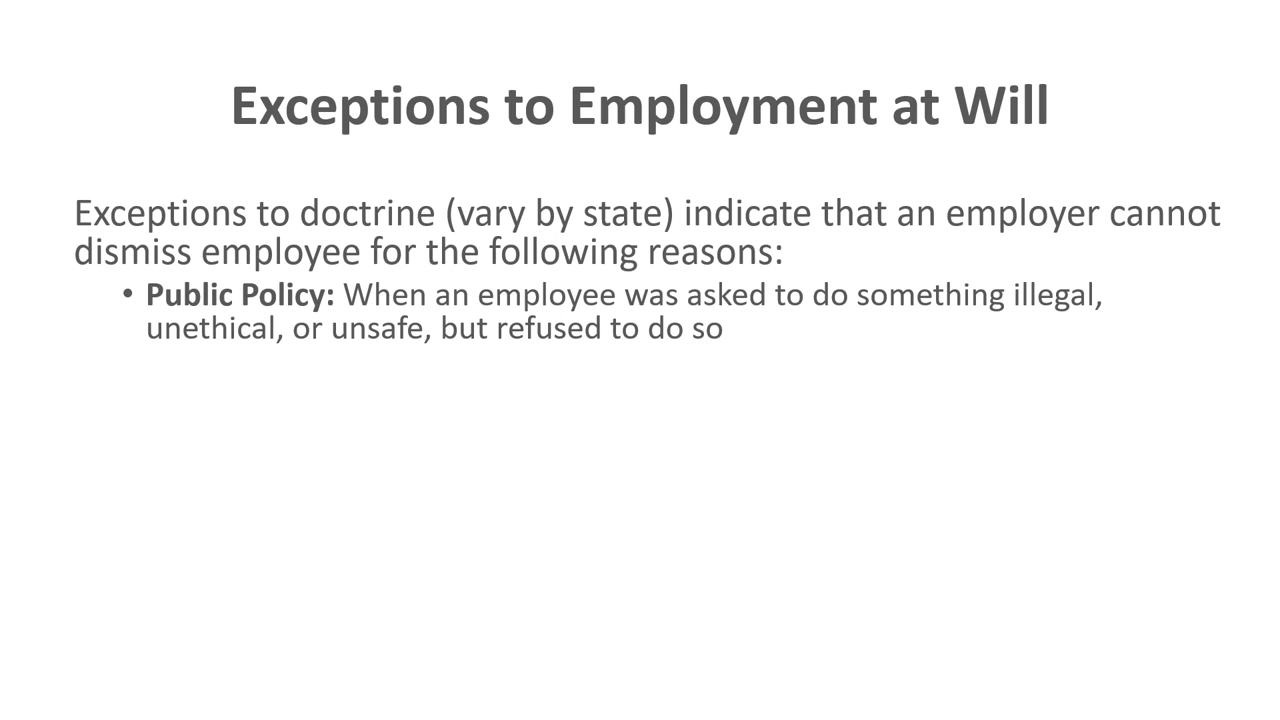 Exceptions to Employment at Will
Exceptions to doctrine (vary by state) indicate that an employer cannot
dismiss employee for the following reasons:
• Public Policy: When an employee was asked to do something illegal,
unethical, or unsafe, but refused to do so